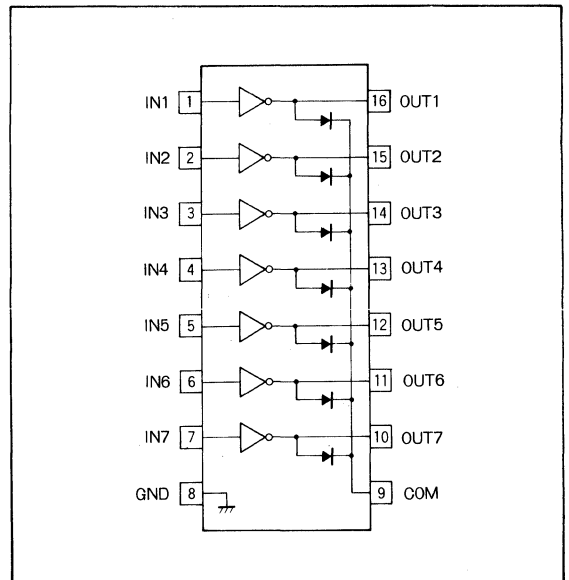 IN1 1 16 OUT1
IN2 2 15 OUT2
IN3 3 14 OUT3
IN4 4 13 OUT4
IN5 5 12 OUT5
IN6 6 11 OUT6
IN7 7 10 OUT7
GND 8 9 COM